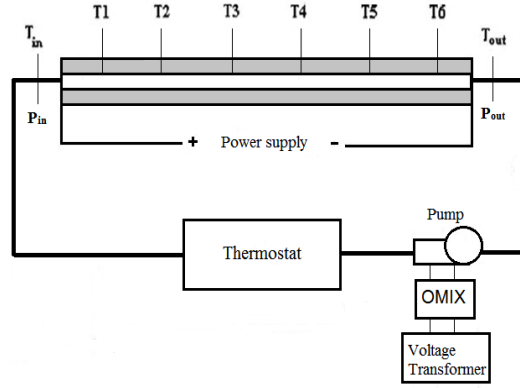 T1 T2 T3 T4 T5 T6
Tin Tout
Pin Pout
+ Power supply -
Pump
Thermostat
OMIX
Voltage
Transformer